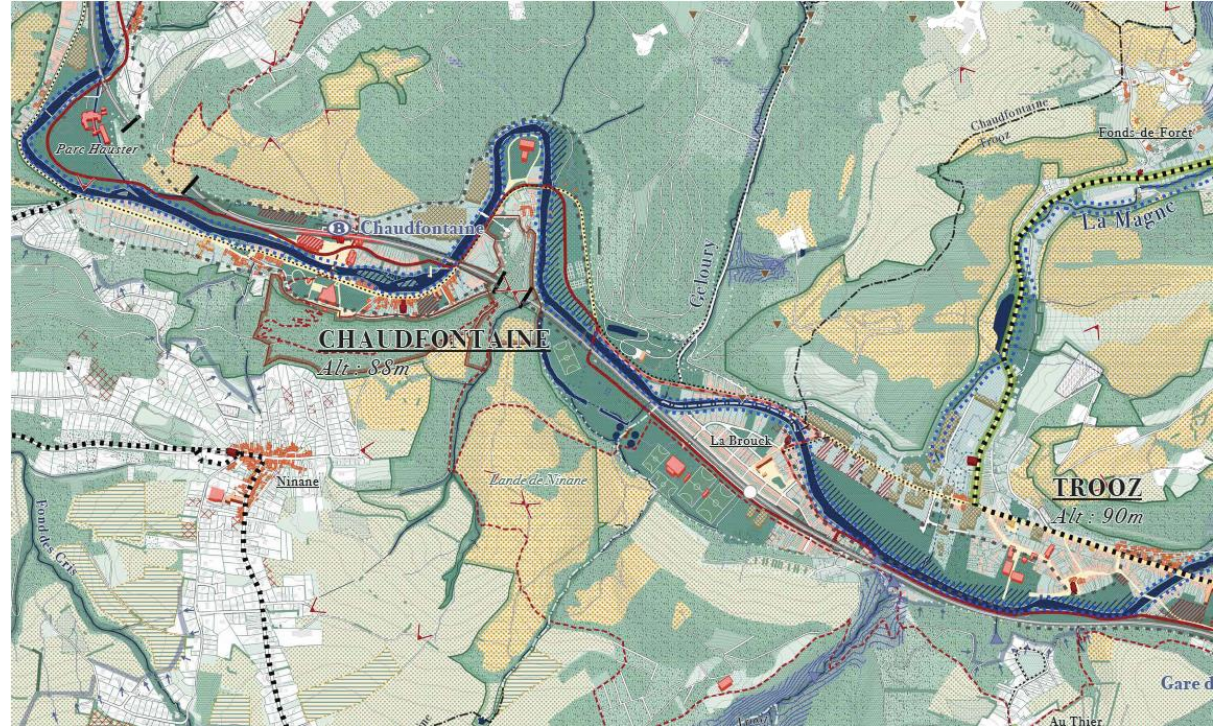 Parc Hauster
Chaudfontaine
Trooz
Fonds-de-Forêt
B Chaudfontaine
La Magne
Geloury
CHAUDFONTAINE
Alt : 88m
La Brouck
Ninane
Lande de Ninane
TROOZ
Alt : 90m
Fond des Cris
Gare d
Au Thier